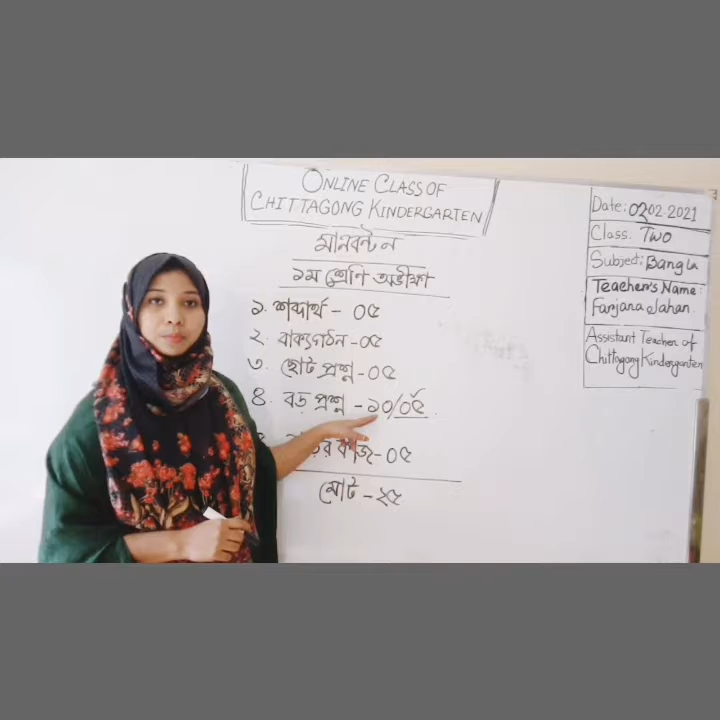 ONLINE CLASS OF
CHITTAGONG KINDERGARTEN
মানবন্টন
১ম শ্রেণি অভীক্ষা
১. শব্দার্থ - ০৫
২. বাক্যগঠন - ০৫
৩. ছোট প্রশ্ন - ০৫
৪. বড় প্রশ্ন - ১০/০৫
কাজ - ০৫
মোট - ২৫
Date: 02.02.2021
Class: Two
Subject: Bangla
Teacher's Name:
Farjana Jahan
Assistant Teacher of
Chittagong Kindergarten